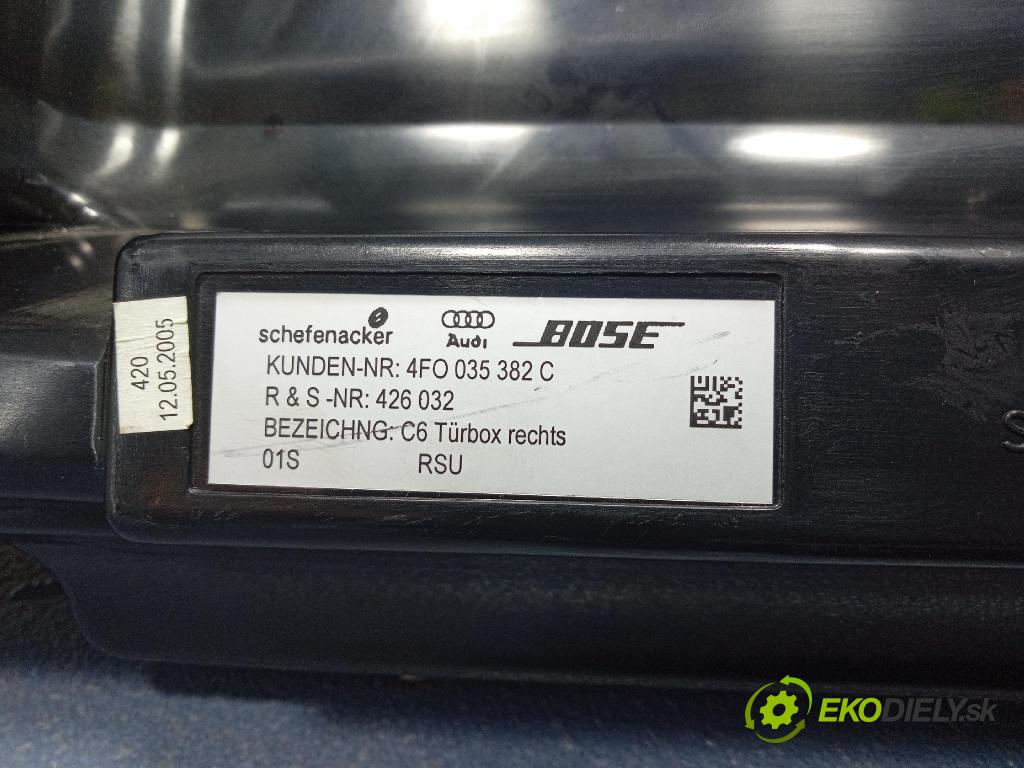 420
12.05.2005
schefenacker
Audi
BOSE
KUNDEN-NR: 4FO 035 382 C
R & S -NR: 426 032
BEZEICHNG: C6 Türbox rechts
01S RSU
S
EKODIELY.sk